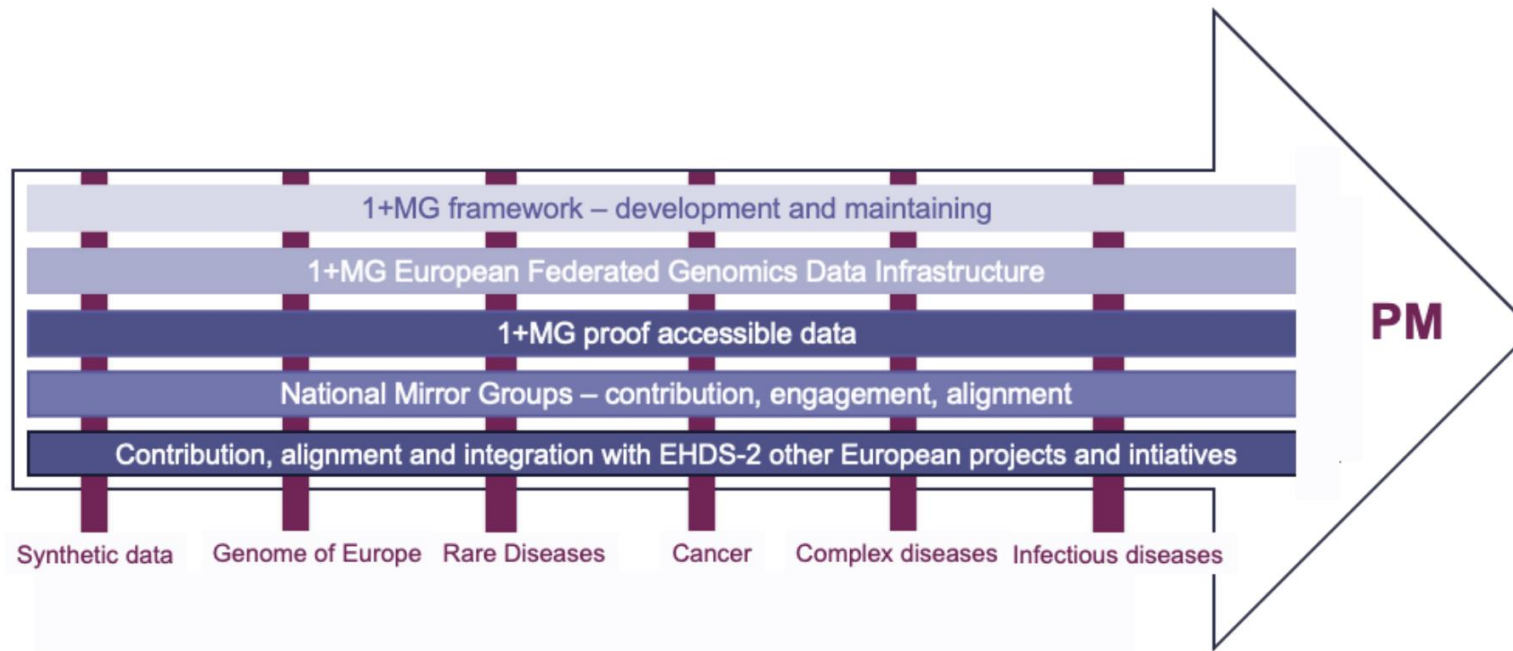 1+MG framework – development and maintaining
1+MG European Federated Genomics Data Infrastructure
1+MG proof accessible data
National Mirror Groups – contribution, engagement, alignment
Contribution, alignment and integration with EHDS-2 other European projects and intiatives
PM
Synthetic data
Genome of Europe
Rare Diseases
Cancer
Complex diseases
Infectious diseases